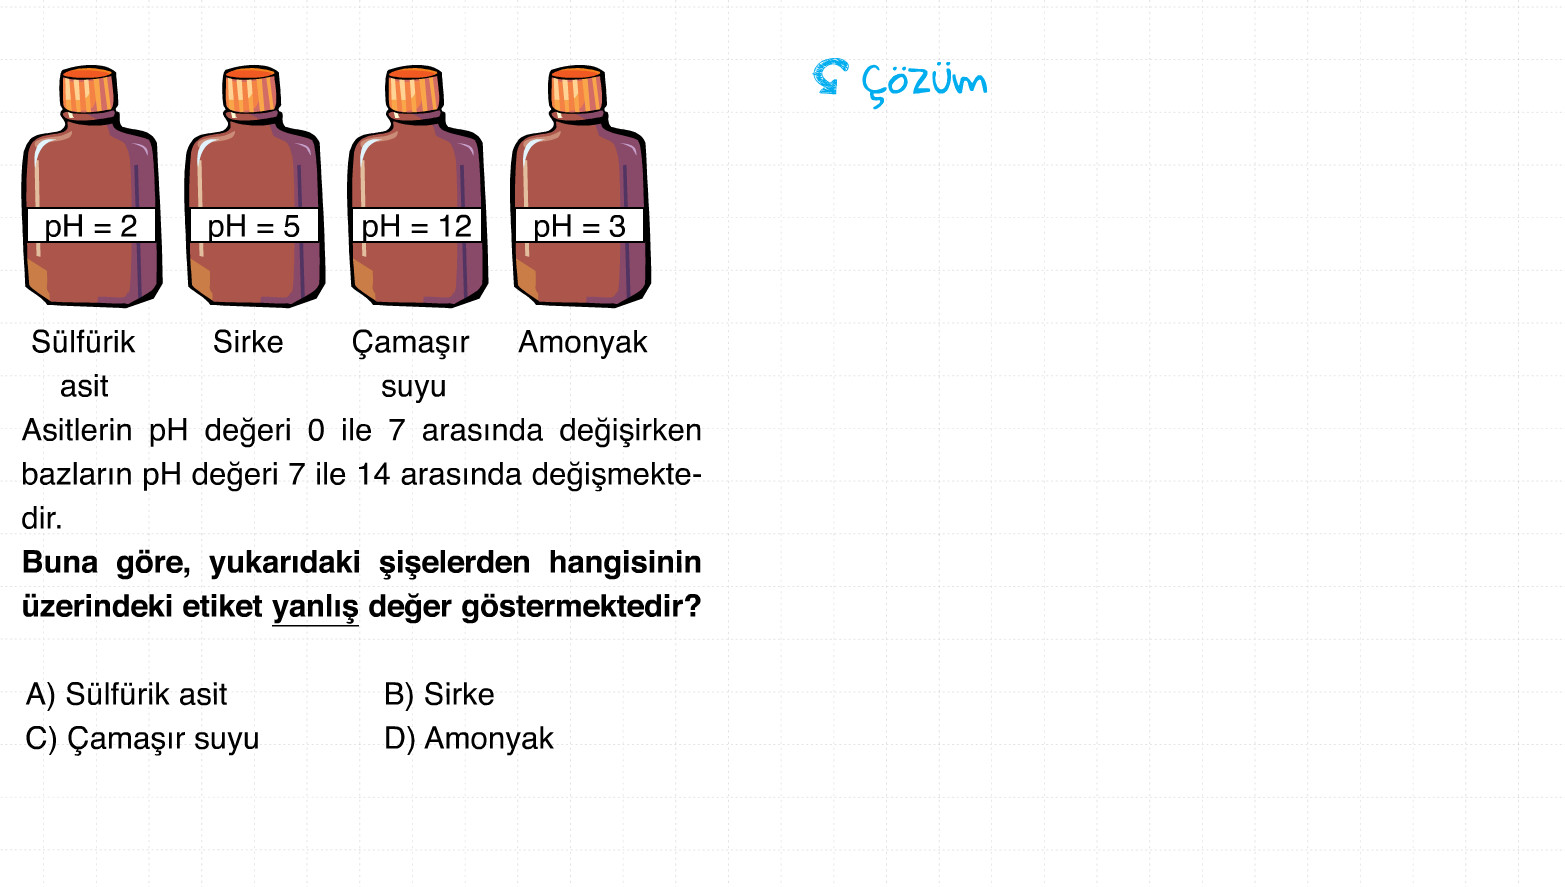 Çözüm
pH = 2 pH = 5 pH = 12 pH = 3
Sülfürik Sirke Çamaşır Amonyak
asit suyu
Asitlerin pH değeri 0 ile 7 arasında değişirken
bazların pH değeri 7 ile 14 arasında değişmekte-
dir.
Buna göre, yukarıdaki şişelerden hangisinin
üzerindeki etiket yanlış değer göstermektedir?
A) Sülfürik asit B) Sirke
C) Çamaşır suyu D) Amonyak